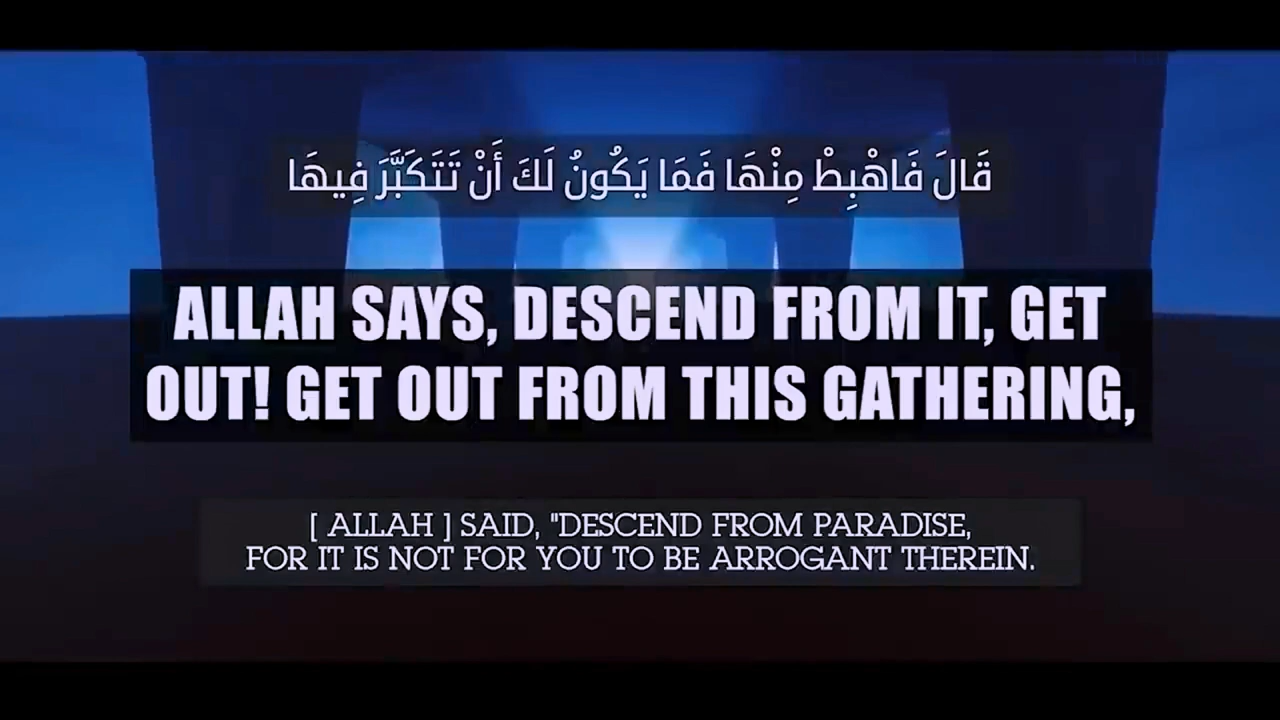 قَالَ فَاهْبِطْ مِنْهَا فَمَا يَكُونُ لَكَ أَنْ تَتَكَبَّرَ فِيهَا
ALLAH SAYS, DESCEND FROM IT, GET
OUT! GET OUT FROM THIS GATHERING,
[ ALLAH ] SAID, "DESCEND FROM PARADISE,
FOR IT IS NOT FOR YOU TO BE ARROGANT THEREIN.